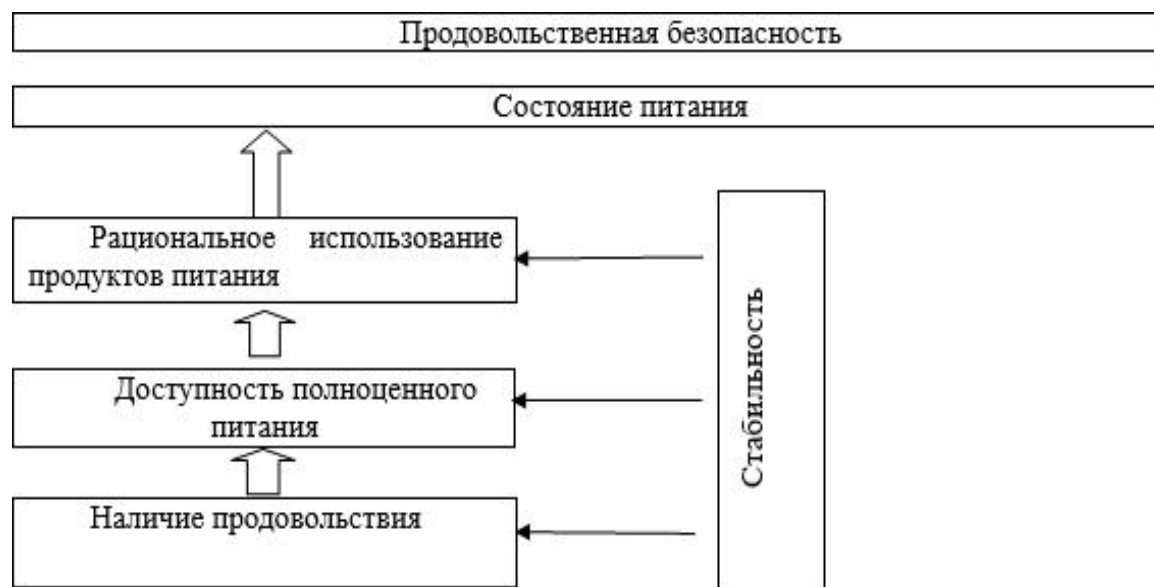 Продовольственная безопасность
Состояние питания
Рациональное использование
продуктов питания
Доступность полноценного
питания
Наличие продовольствия
Стабильность